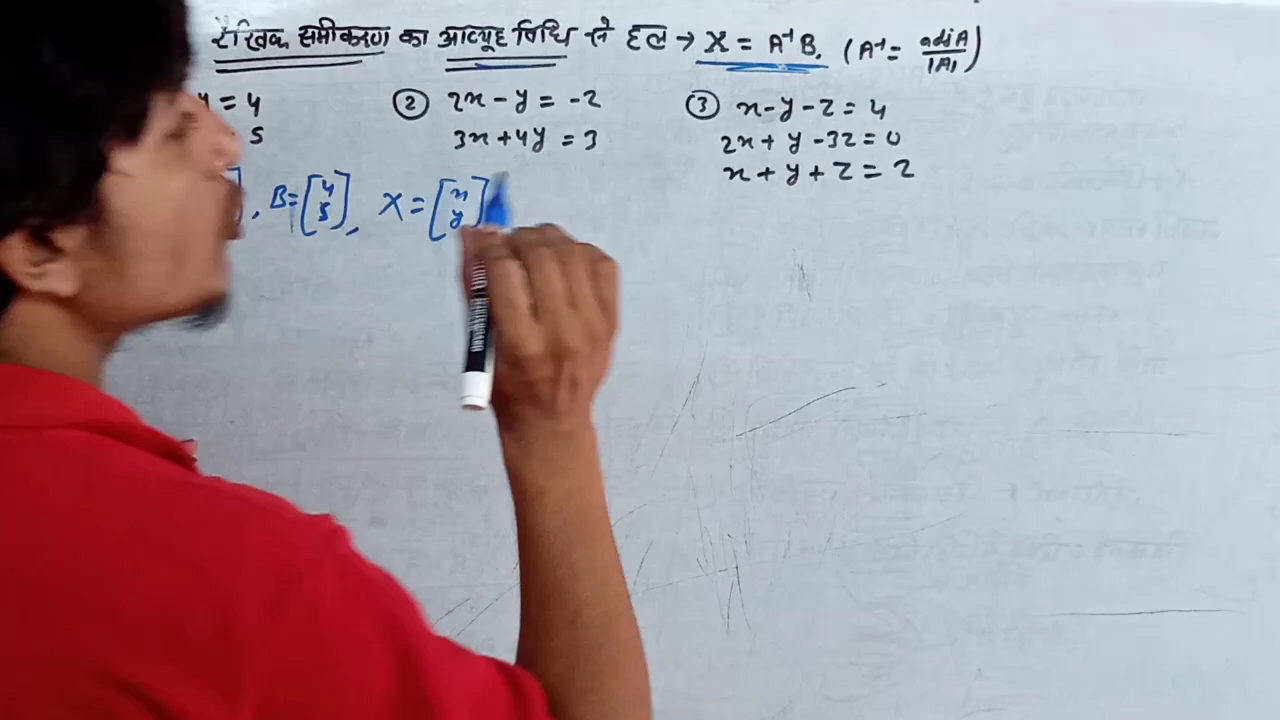 रैखिक समीकरण का आव्यूह विधि से हल → X = A⁻¹B. (A⁻¹ = adjA/|A|)
y = 4
5
② 2x - y = -2
3x + 4y = 3
③ x - y - z = 4
2x + y - 3z = 0
x + y + z = 2
, B = [4 5], X = [x y]